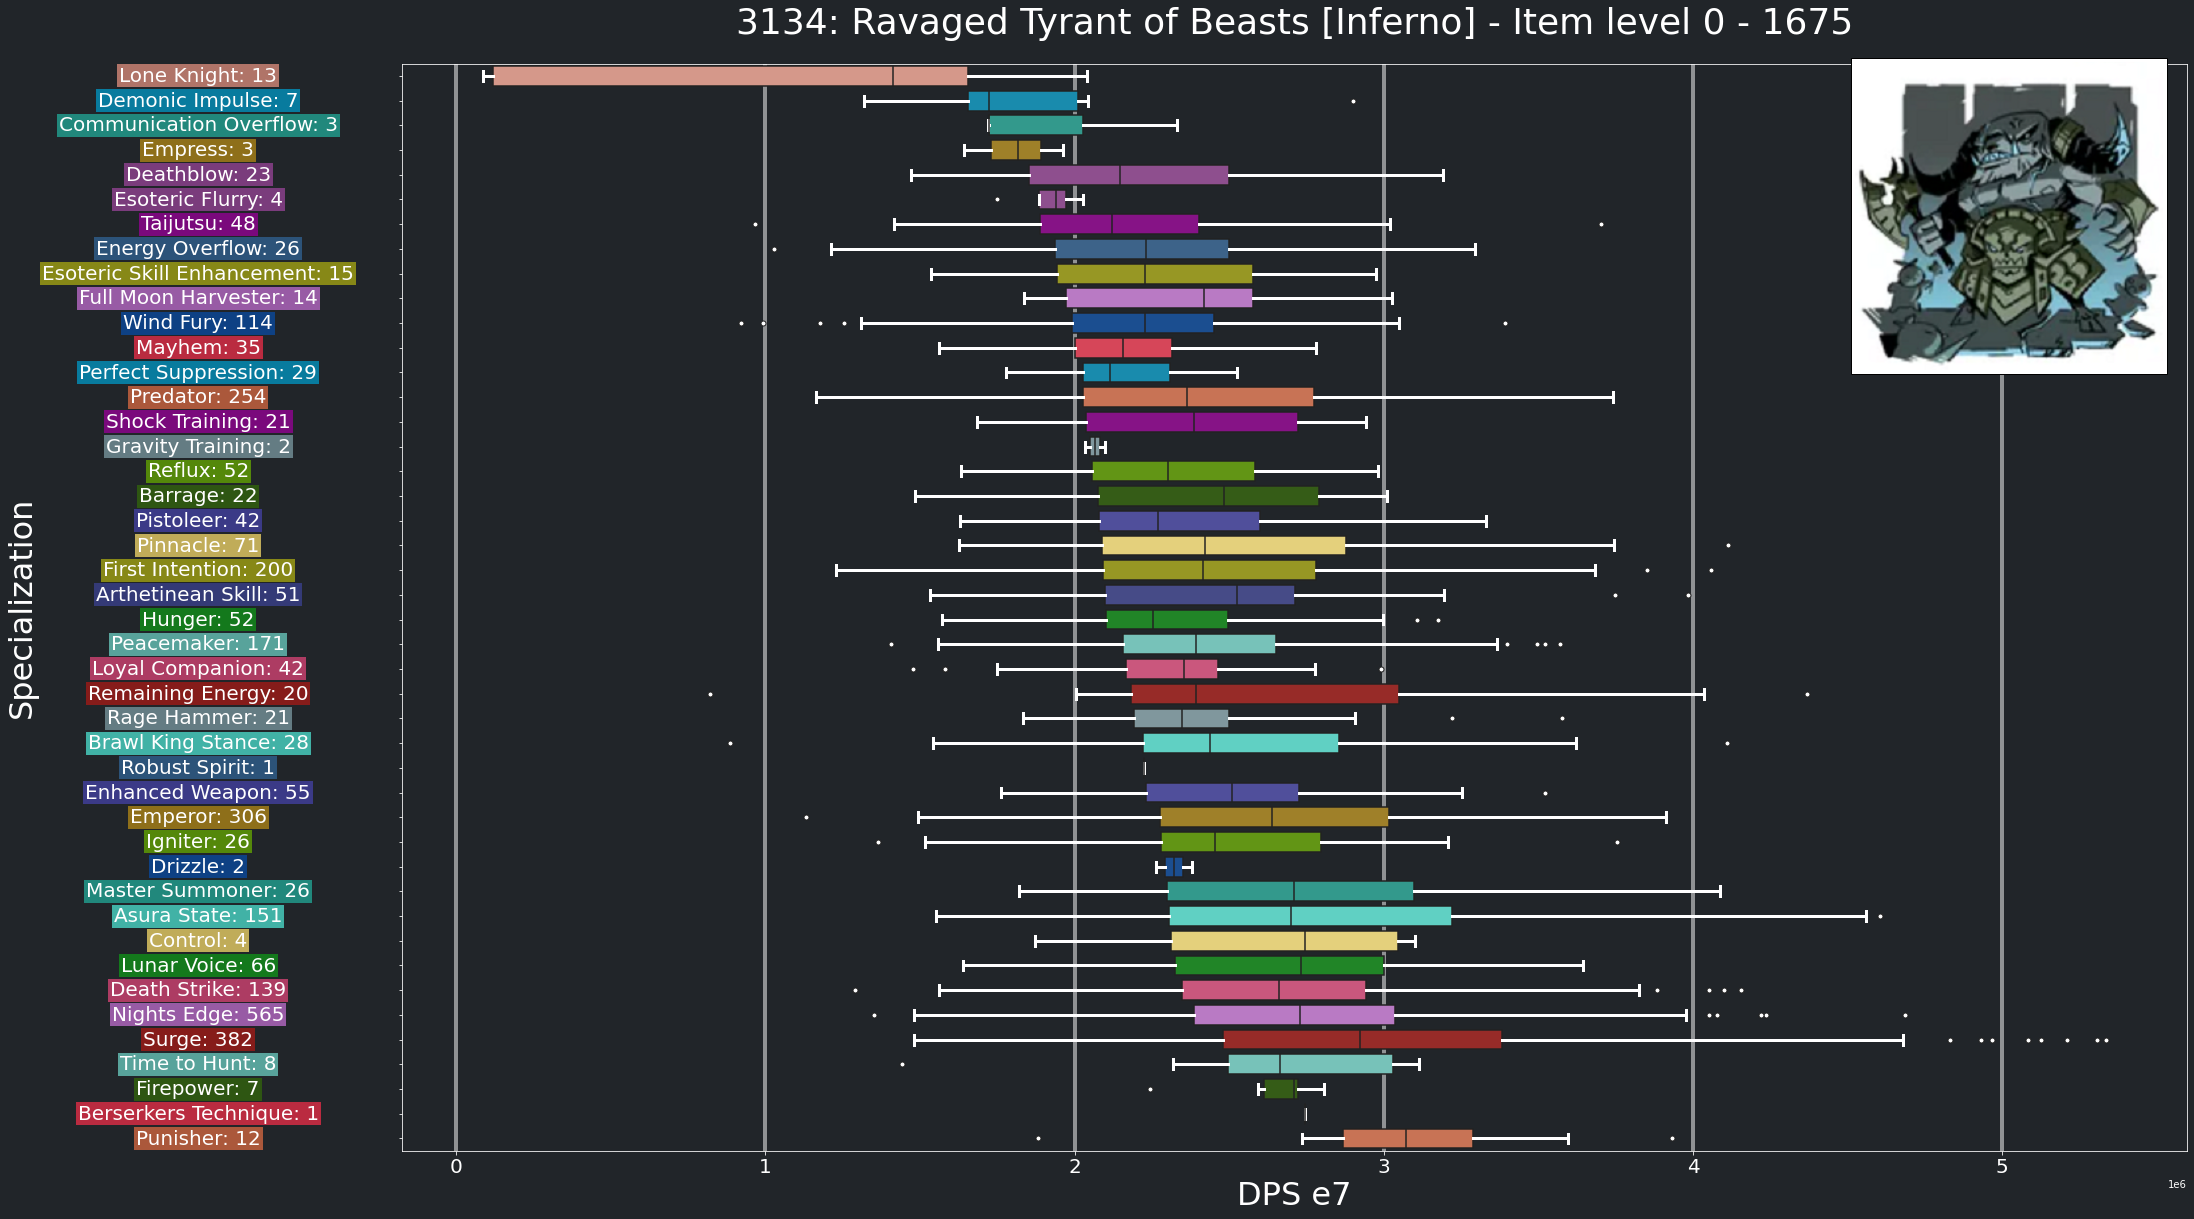 3134: Ravaged Tyrant of Beasts [Inferno] - Item level 0 - 1675
Specialization
Lone Knight: 13
Demonic Impulse: 7
Communication Overflow: 3
Empress: 3
Deathblow: 23
Esoteric Flurry: 4
Taijutsu: 48
Energy Overflow: 26
Esoteric Skill Enhancement: 15
Full Moon Harvester: 14
Wind Fury: 114
Mayhem: 35
Perfect Suppression: 29
Predator: 254
Shock Training: 21
Gravity Training: 2
Reflux: 52
Barrage: 22
Pistoleer: 42
Pinnacle: 71
First Intention: 200
Arthetinean Skill: 51
Hunger: 52
Peacemaker: 171
Loyal Companion: 42
Remaining Energy: 20
Rage Hammer: 21
Brawl King Stance: 28
Robust Spirit: 1
Enhanced Weapon: 55
Emperor: 306
Igniter: 26
Drizzle: 2
Master Summoner: 26
Asura State: 151
Control: 4
Lunar Voice: 66
Death Strike: 139
Nights Edge: 565
Surge: 382
Time to Hunt: 8
Firepower: 7
Berserkers Technique: 1
Punisher: 12
0 1 2 3 4 5
1e6
DPS e7